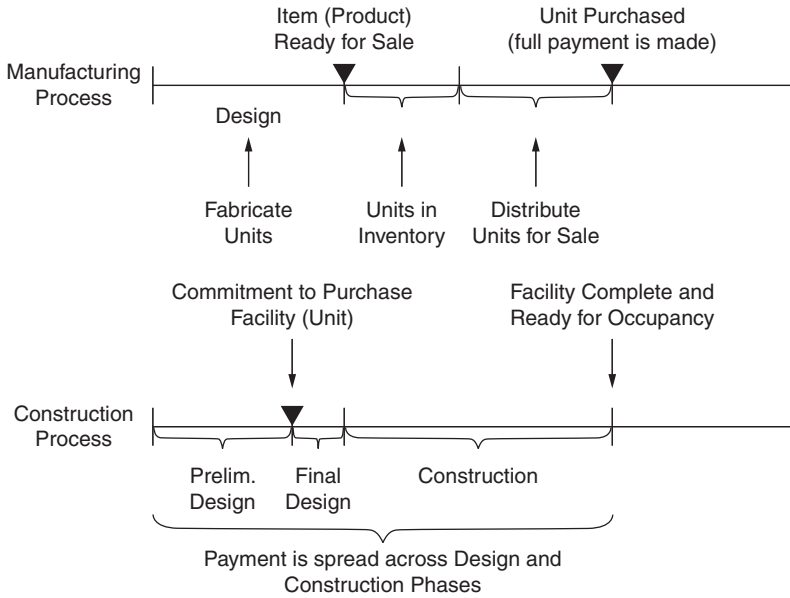 Item (Product)
Ready for Sale
Unit Purchased
(full payment is made)
Manufacturing
Process
Design
Fabricate
Units
Units in
Inventory
Distribute
Units for Sale
Commitment to Purchase
Facility (Unit)
Facility Complete and
Ready for Occupancy
Construction
Process
Prelim.
Design
Final
Design
Construction
Payment is spread across Design and
Construction Phases